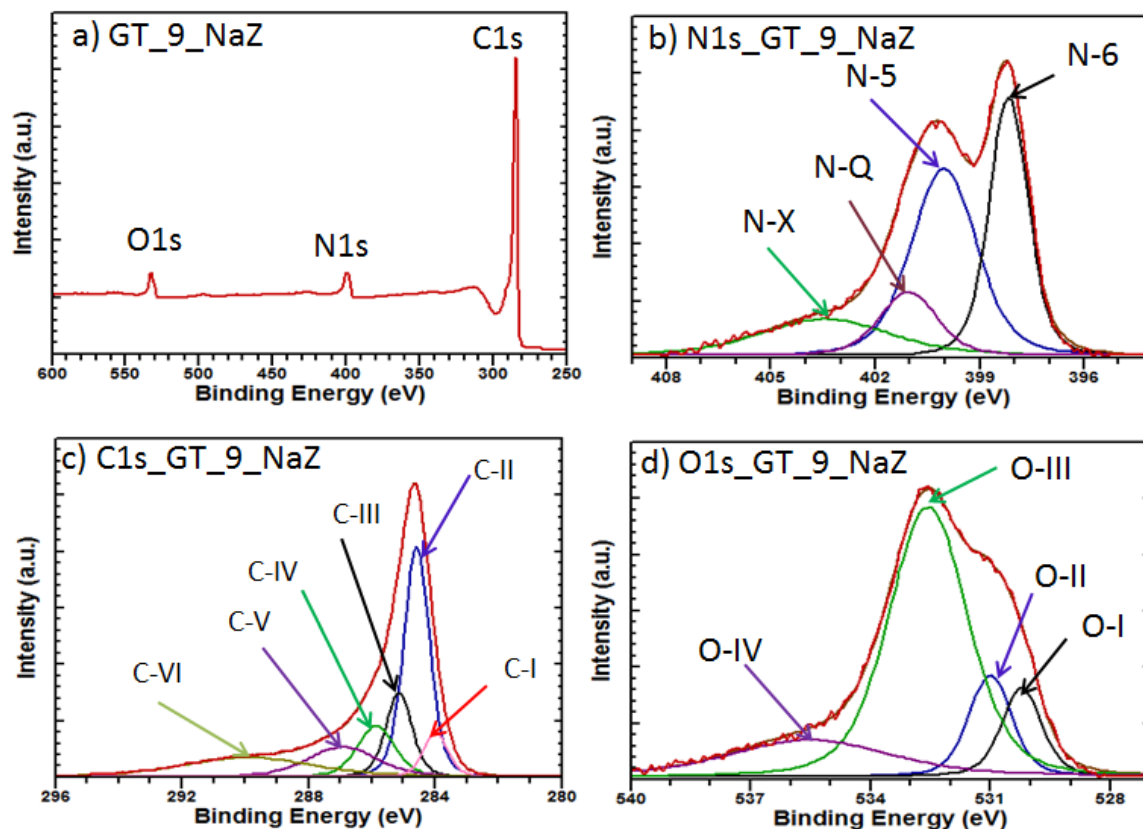 a) GT_9_NaZ
C1s
O1s
N1s
Intensity (a.u.)
600 550 500 450 400 350 300 250
Binding Energy (eV)
b) N1s_GT_9_NaZ
N-6
N-5
N-Q
N-X
Intensity (a.u.)
408 405 402 399 396
Binding Energy (eV)
c) C1s_GT_9_NaZ
C-II
C-III
C-IV
C-V
C-VI
C-I
Intensity (a.u.)
296 292 288 284 280
Binding Energy (eV)
d) O1s_GT_9_NaZ
O-III
O-II
O-I
O-IV
Intensity (a.u.)
540 537 534 531 528
Binding Energy (eV)